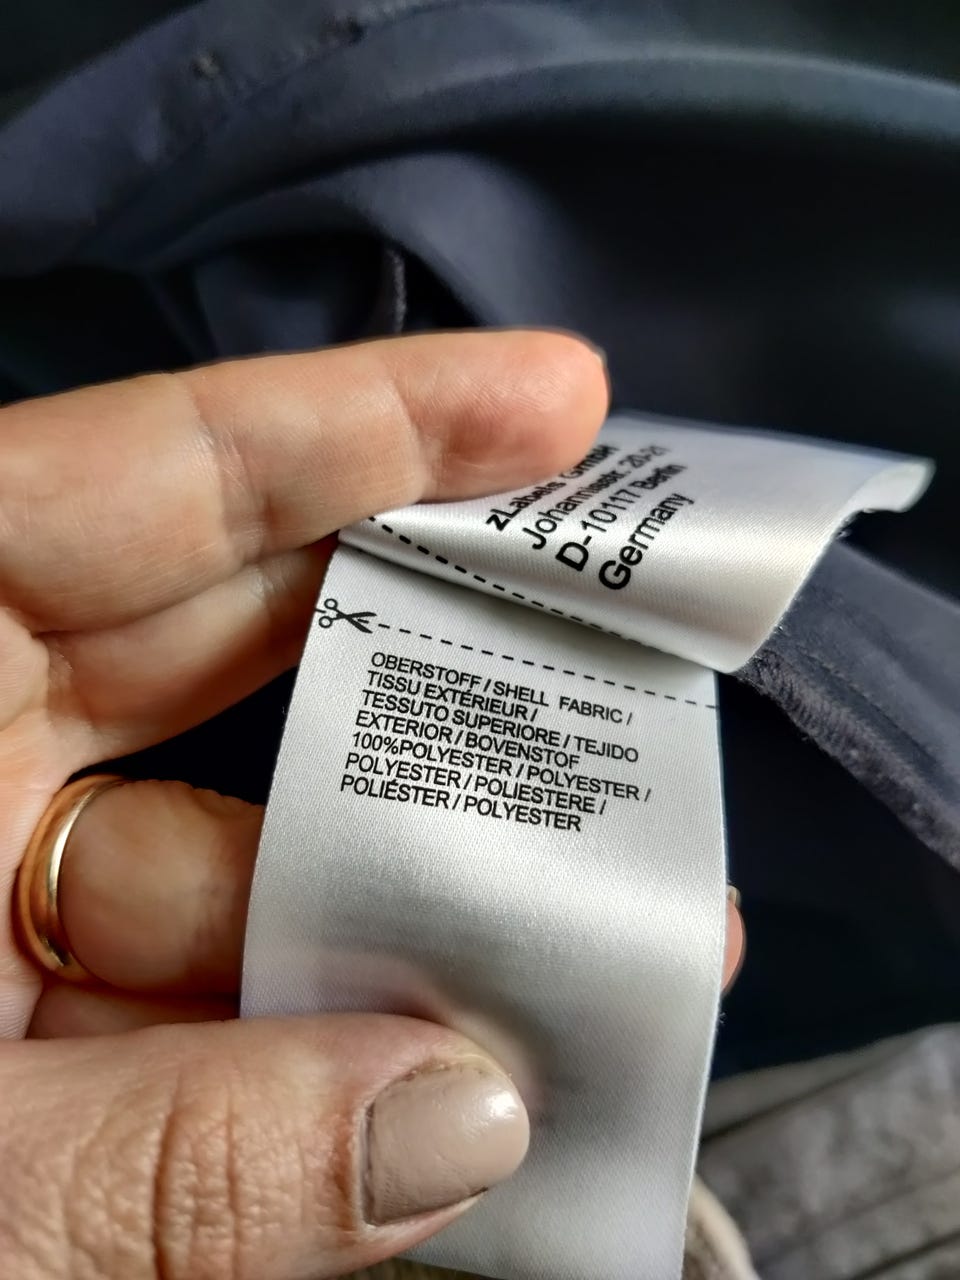 zLabels GmbH
Johannisstr. 20-21
D-10117 Berlin
Germany
OBERSTOFF / SHELL FABRIC /
TISSU EXTÉRIEUR /
TESSUTO SUPERIORE / TEJIDO
EXTERIOR / BOVENSTOF
100%POLYESTER / POLYESTER /
POLYESTER / POLIESTERE /
POLIÉSTER / POLYESTER